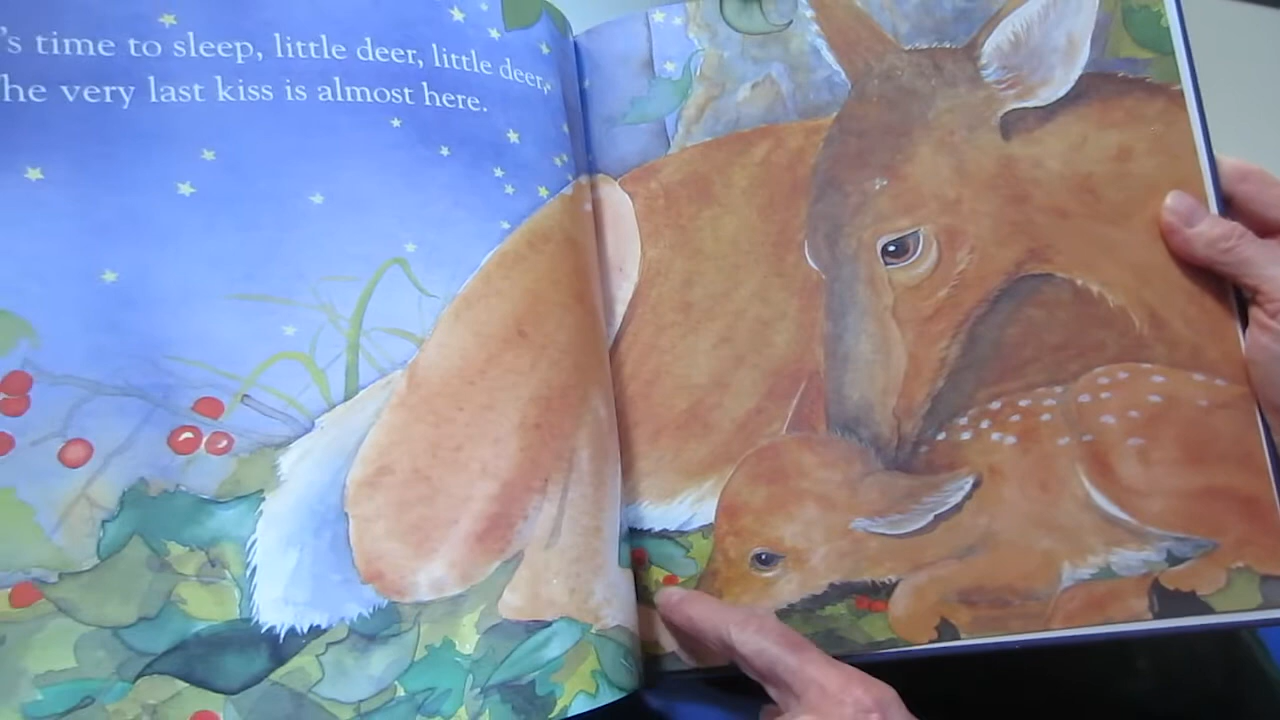 's time to sleep, little deer, little deer,
he very last kiss is almost here.